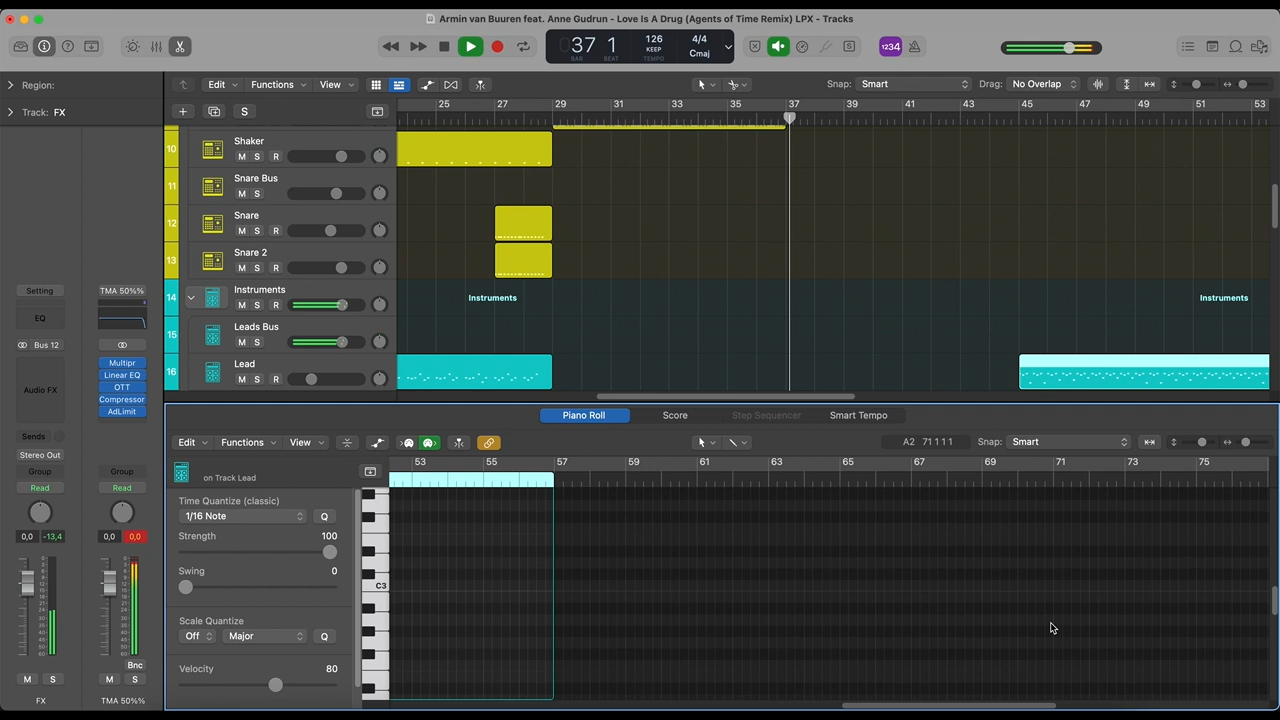 Armin van Buuren feat. Anne Gudrun - Love Is A Drug (Agents of Time Remix) LPX - Tracks
37 1
BAR BEAT
126
KEEP
TEMPO
4/4
Cmaj
1234
Region:
Edit Functions View Snap: Smart Drag: No Overlap
Track: FX
S
25 27 29 31 33 35 37 39 41 43 45 47 49 51 53
10 Shaker
M S R
11 Snare Bus
M S
12 Snare
M S R
13 Snare 2
M S R
14 Instruments
M S R
Instruments Instruments
15 Leads Bus
M S
16 Lead
M S R
Piano Roll Score Step Sequencer Smart Tempo
Edit Functions View A2 71 1 1 1 Snap: Smart
53 55 57 59 61 63 65 67 69 71 73 75
on Track Lead
Time Quantize (classic)
1/16 Note Q
Strength 100
Swing 0
Scale Quantize
Off Major Q
Velocity 80
C3
Setting TMA 50%
EQ
Bus 12
Audio FX
Multipr
Linear EQ
OTT
Compressor
AdLimit
Sends
Stereo Out
Group Group
Read Read
0,0 -13,4 0,0 0,0
Bnc
M S M S
FX TMA 50%%